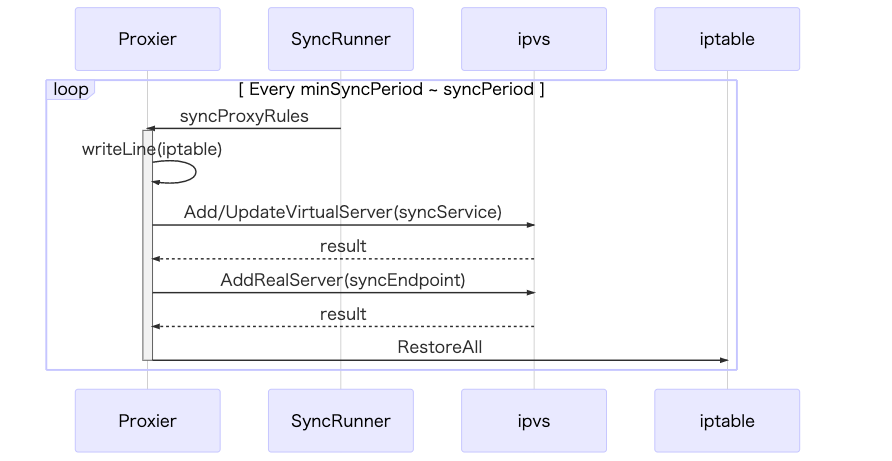 Proxier SyncRunner ipvs iptable
loop [ Every minSyncPeriod ~ syncPeriod ]
syncProxyRules
writeLine(iptable)
Add/UpdateVirtualServer(syncService)
result
AddRealServer(syncEndpoint)
result
RestoreAll
Proxier SyncRunner ipvs iptable